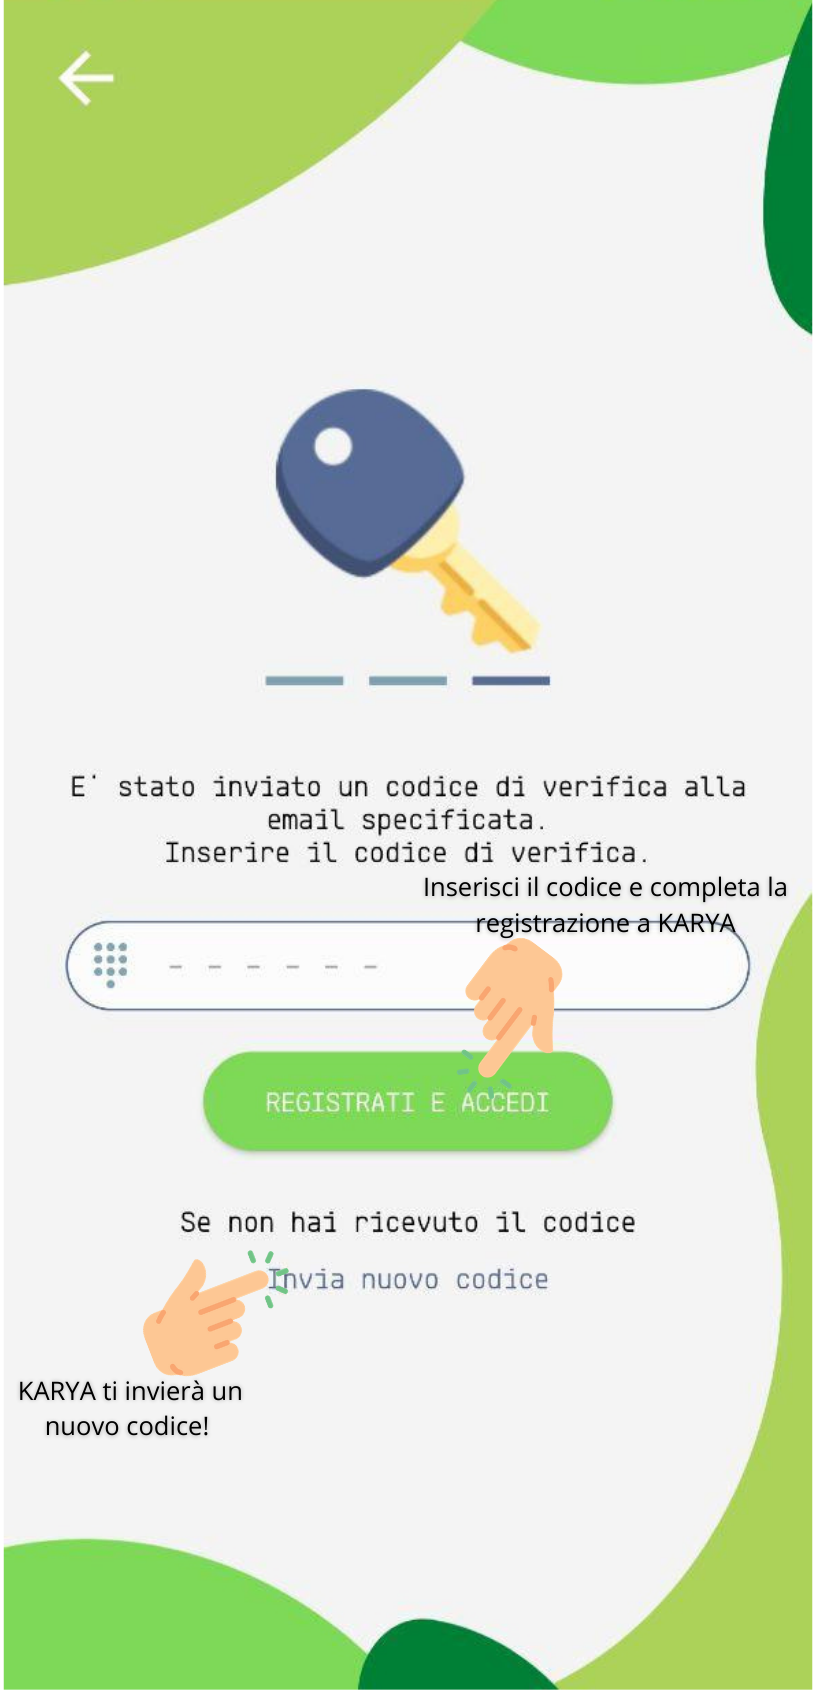 E' stato inviato un codice di verifica alla
email specificata.
Inserire il codice di verifica.
Inserisci il codice e completa la
registrazione a KARYA
- - - - - -
REGISTRATI E ACCEDI
Se non hai ricevuto il codice
Invia nuovo codice
KARYA ti invierà un
nuovo codice!